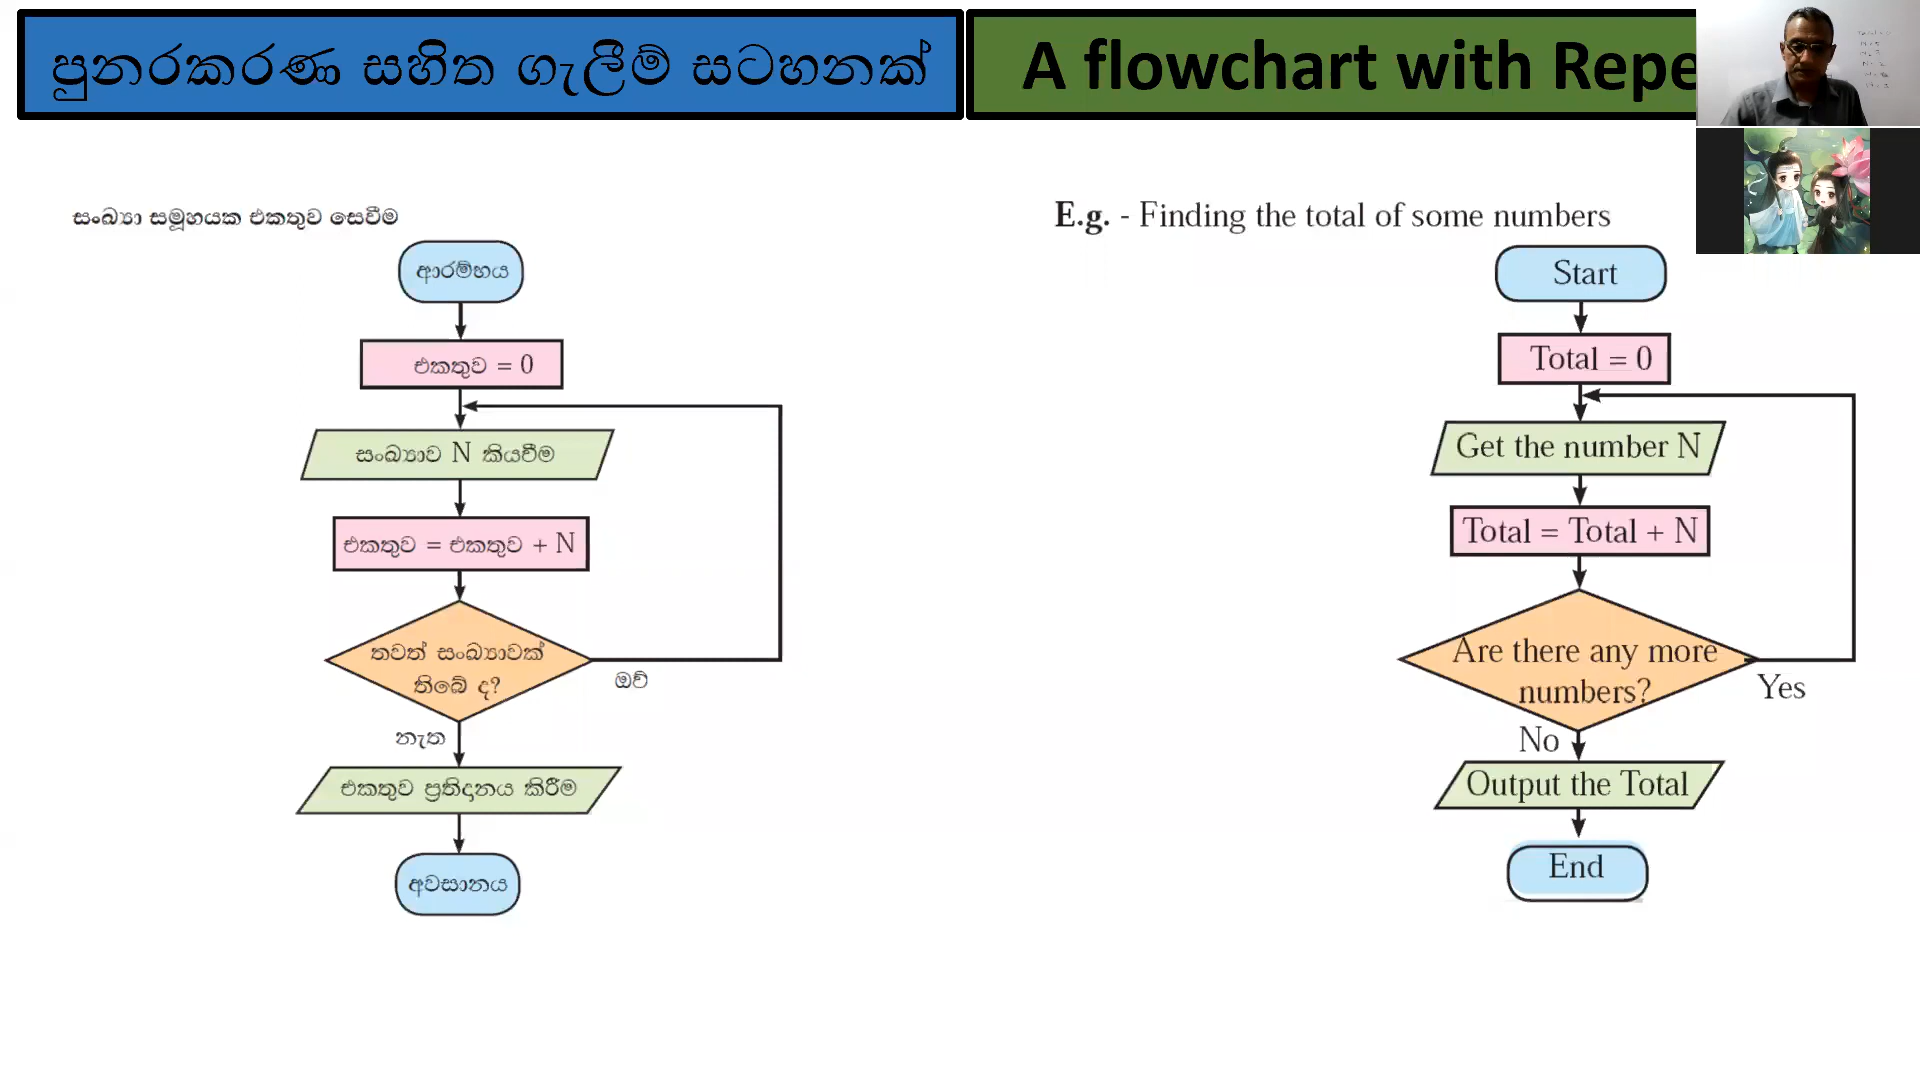 පුනරකරණ සහිත ගැලීම් සටහනක්
A flowchart with Repe
සංඛ්‍යා සමූහයක එකතුව සෙවීම
ආරම්භය
එකතුව = 0
සංඛ්‍යාව N කියවීම
එකතුව = එකතුව + N
තවත් සංඛ්‍යාවක්
තිබේ ද?
ඔව්
නැත
එකතුව ප්‍රතිදානය කිරීම
අවසානය
E.g. - Finding the total of some numbers
Start
Total = 0
Get the number N
Total = Total + N
Are there any more
numbers?
Yes
No
Output the Total
End